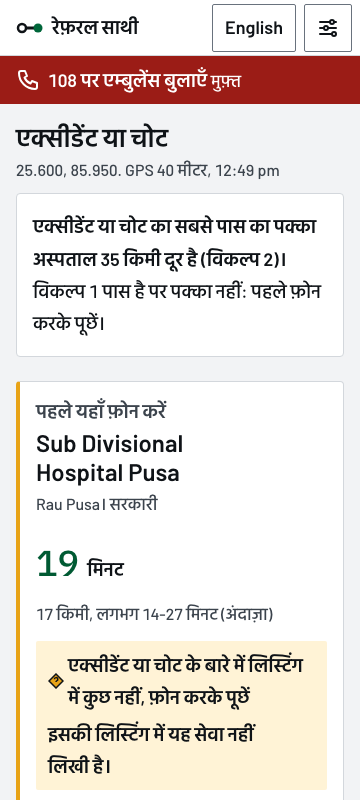 रेफ़रल साथी
English
108 पर एम्बुलेंस बुलाएँ मुफ़्त
एक्सीडेंट या चोट
25.600, 85.950. GPS 40 मीटर, 12:49 pm
एक्सीडेंट या चोट का सबसे पास का पक्का
अस्पताल 35 किमी दूर है (विकल्प 2)।
विकल्प 1 पास है पर पक्का नहीं: पहले फ़ोन
करके पूछें।
पहले यहाँ फ़ोन करें
Sub Divisional
Hospital Pusa
Rau Pusa। सरकारी
19 मिनट
17 किमी, लगभग 14-27 मिनट (अंदाज़ा)
एक्सीडेंट या चोट के बारे में लिस्टिंग
में कुछ नहीं, फ़ोन करके पूछें
इसकी लिस्टिंग में यह सेवा नहीं
लिखी है।